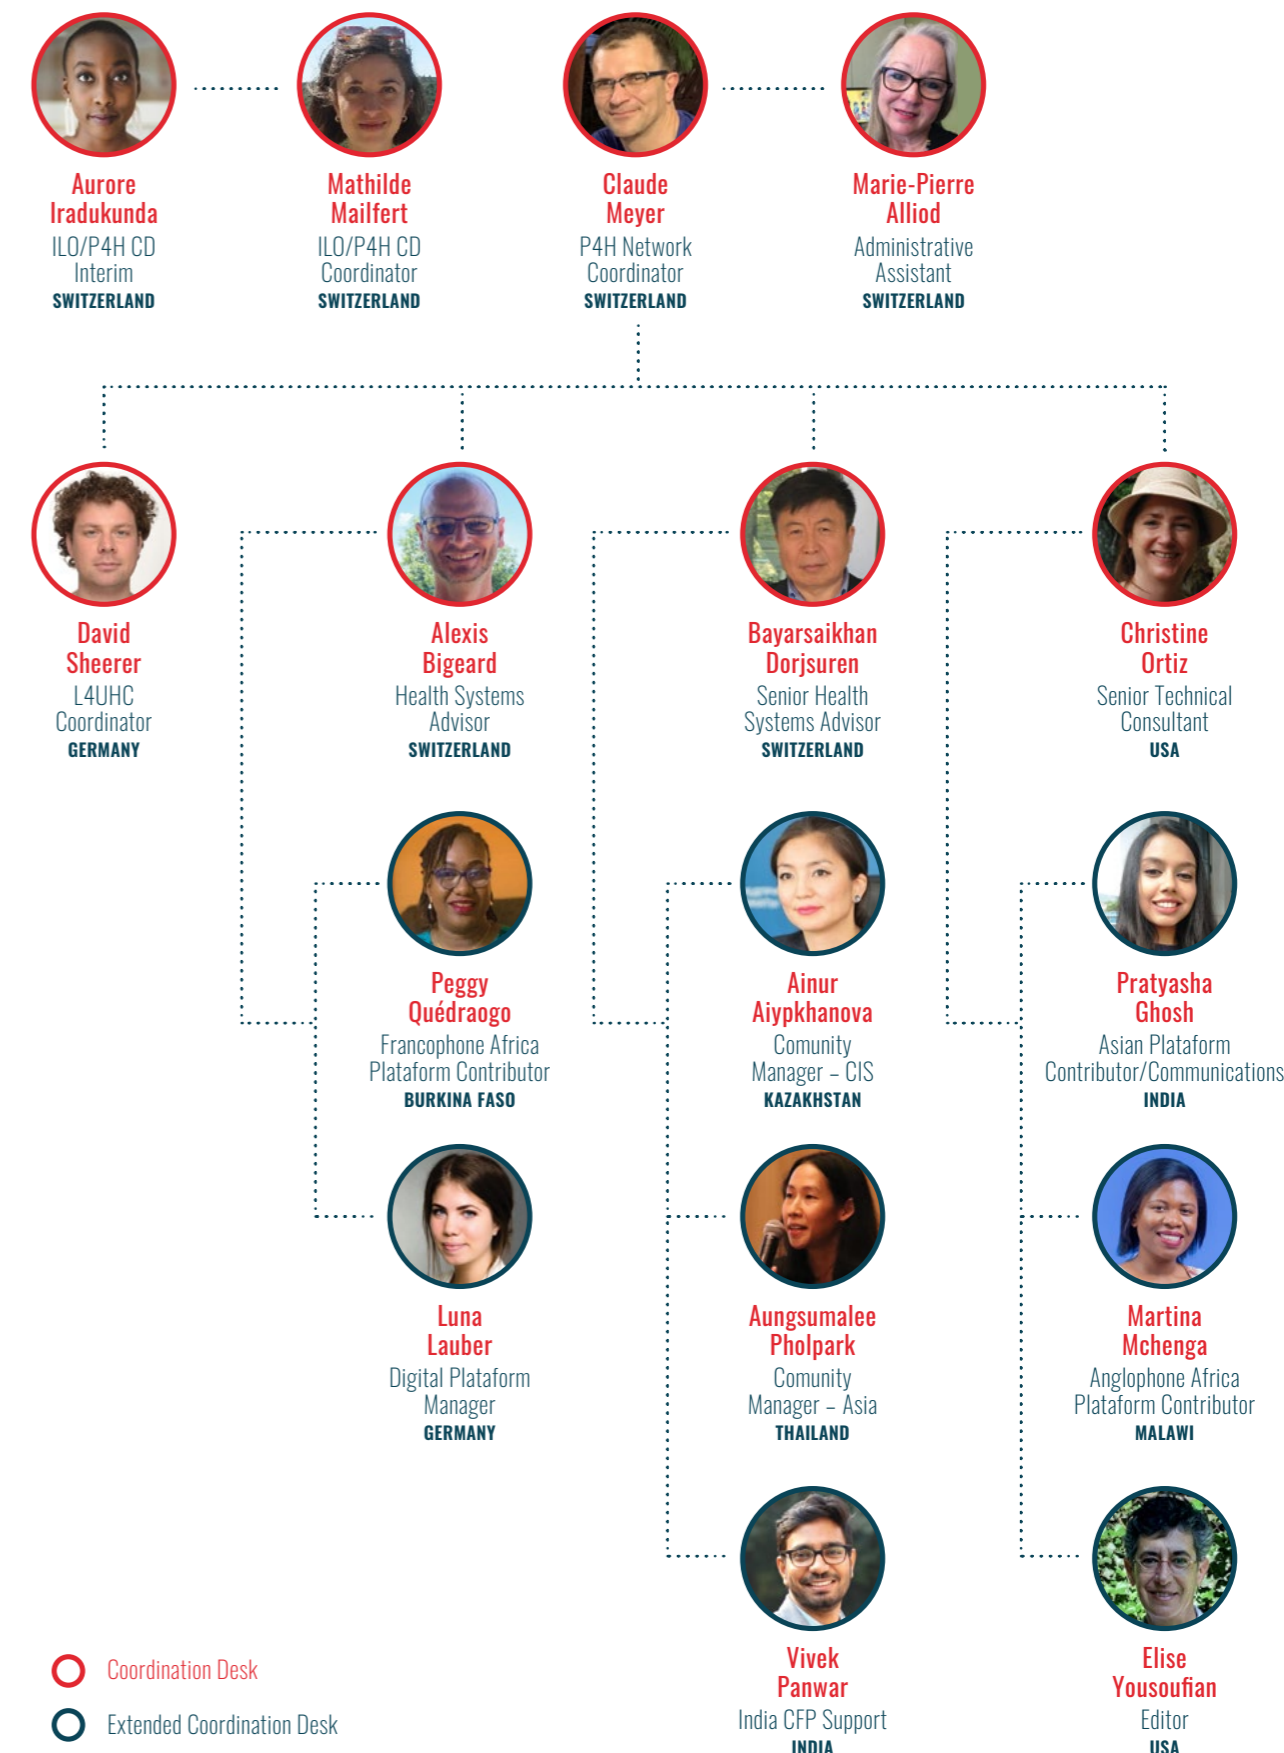 Aurore
Iradukunda
ILO/P4H CD
Interim
SWITZERLAND
Mathilde
Mailfert
ILO/P4H CD
Coordinator
SWITZERLAND
Claude
Meyer
P4H Network
Coordinator
SWITZERLAND
Marie-Pierre
Alliod
Administrative
Assistant
SWITZERLAND
David
Sheerer
L4UHC
Coordinator
GERMANY
Alexis
Bigeard
Health Systems
Advisor
SWITZERLAND
Bayarsaikhan
Dorjsuren
Senior Health
Systems Advisor
SWITZERLAND
Christine
Ortiz
Senior Technical
Consultant
USA
Peggy
Quédraogo
Francophone Africa
Plataform Contributor
BURKINA FASO
Ainur
Aiypkhanova
Comunity
Manager – CIS
KAZAKHSTAN
Pratyasha
Ghosh
Asian Plataform
Contributor/Communications
INDIA
Luna
Lauber
Digital Plataform
Manager
GERMANY
Aungsumalee
Pholpark
Comunity
Manager – Asia
THAILAND
Martina
Mchenga
Anglophone Africa
Plataform Contributor
MALAWI
Vivek
Panwar
India CFP Support
INDIA
Elise
Yousoufian
Editor
USA
Coordination Desk
Extended Coordination Desk